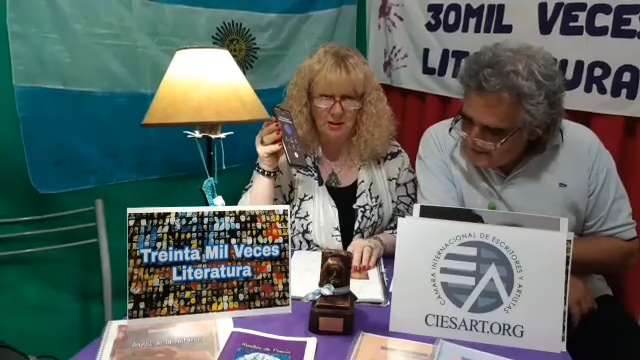 30MIL VECES
LITERATURA
Treinta Mil Veces
Literatura
CÁMARA INTERNACIONAL DE ESCRITORES Y ARTISTAS
CIESART.ORG